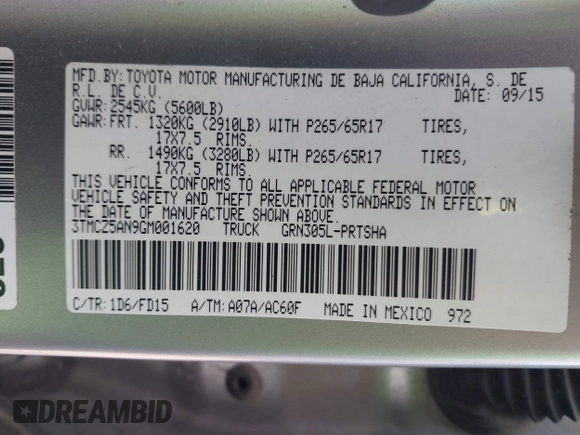 MFD.BY:TOYOTA MOTOR MANUFACTURING DE BAJA CALIFORNIA, S. DE
R.L. DE C.V. DATE: 09/15
GVWR:2545KG (5600LB)
GAWR:FRT. 1320KG (2910LB) WITH P265/65R17 TIRES,
17X7.5 RIMS.
RR. 1490KG (3280LB) WITH P265/65R17 TIRES,
17X7.5 RIMS.
THIS VEHICLE CONFORMS TO ALL APPLICABLE FEDERAL MOTOR
VEHICLE SAFETY AND THEFT PREVENTION STANDARDS IN EFFECT ON THE
DATE OF MANUFACTURE SHOWN ABOVE.
3TMCZ5AN9GM001620 TRUCK GRN305L-PRTSHA
C/TR:1D6/FD15 A/TM:A07A/AC60F MADE IN MEXICO 972
DREAMBID